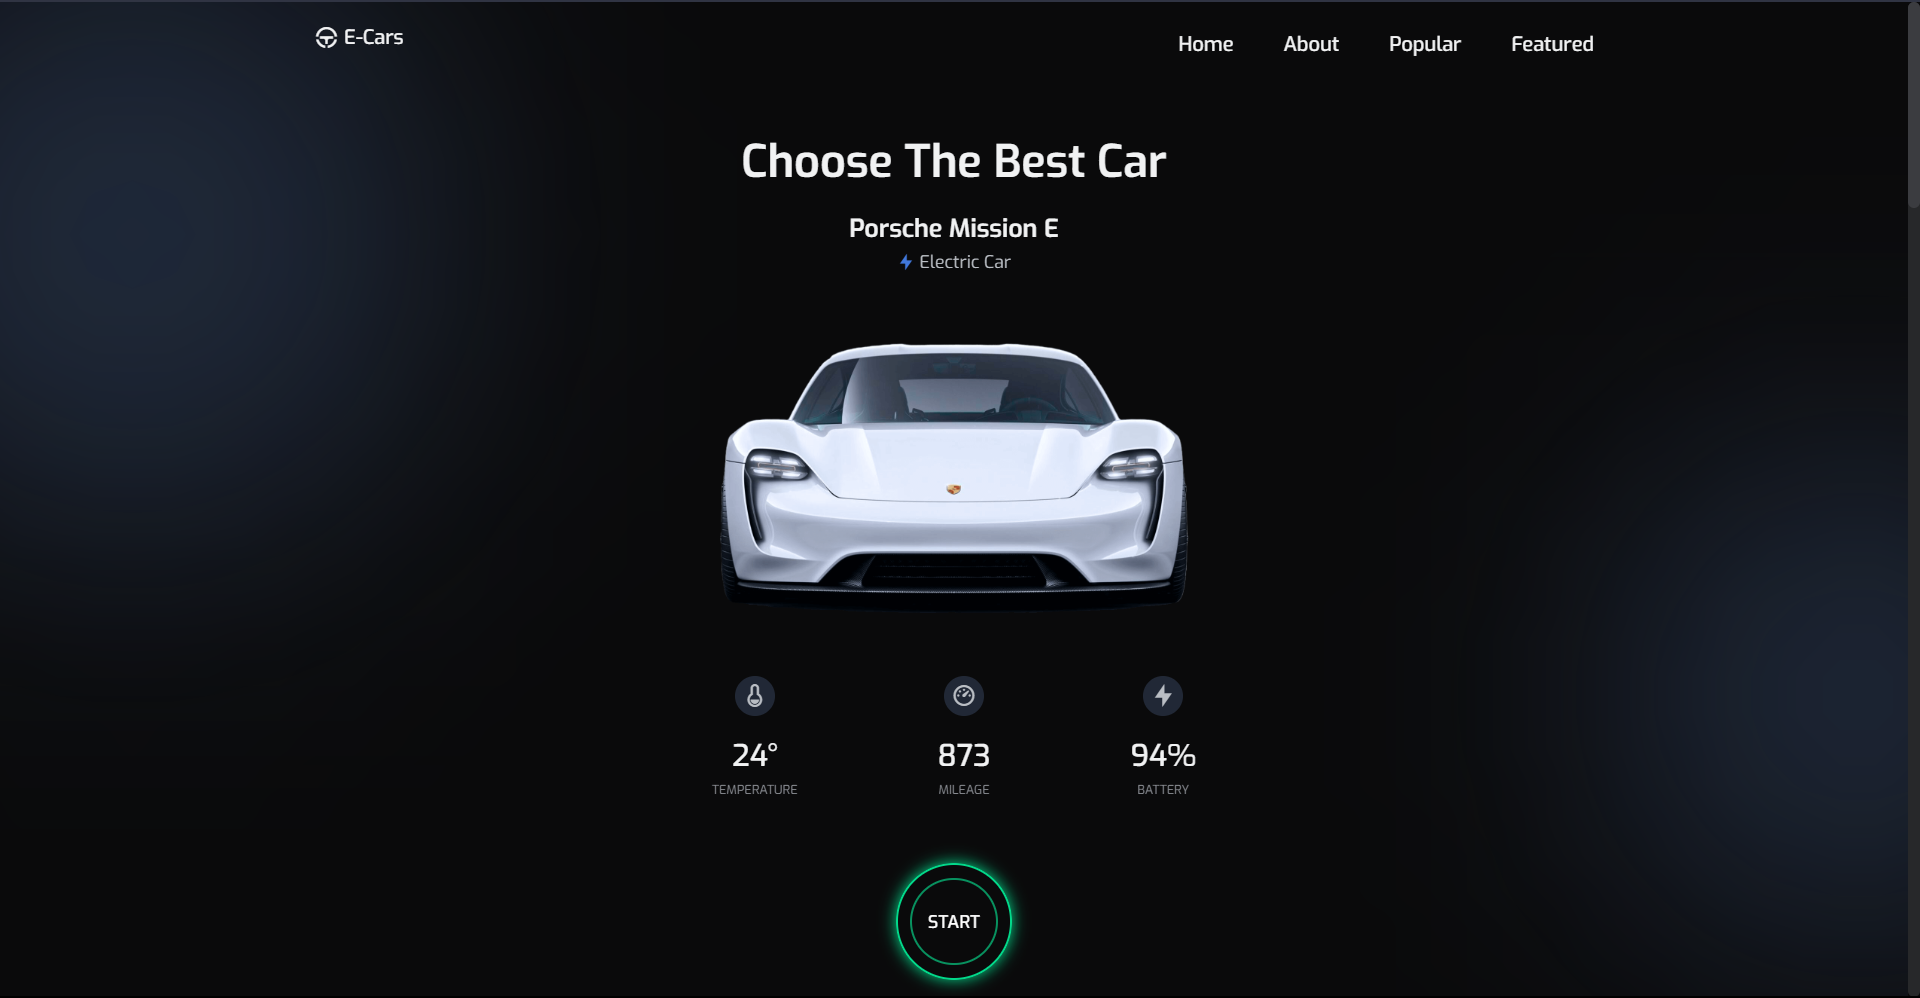 E-Cars
Home About Popular Featured
Choose The Best Car
Porsche Mission E
Electric Car
24° 873 94%
TEMPERATURE MILEAGE BATTERY
START